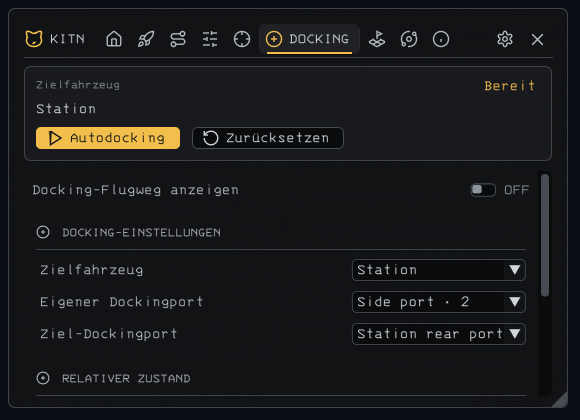 KITN
DOCKING
Zielfahrzeug
Bereit
Station
Autodocking
Zurücksetzen
Docking-Flugweg anzeigen
OFF
DOCKING-EINSTELLUNGEN
Zielfahrzeug
Station
Eigener Dockingport
Side port · 2
Ziel-Dockingport
Station rear port
RELATIVER ZUSTAND